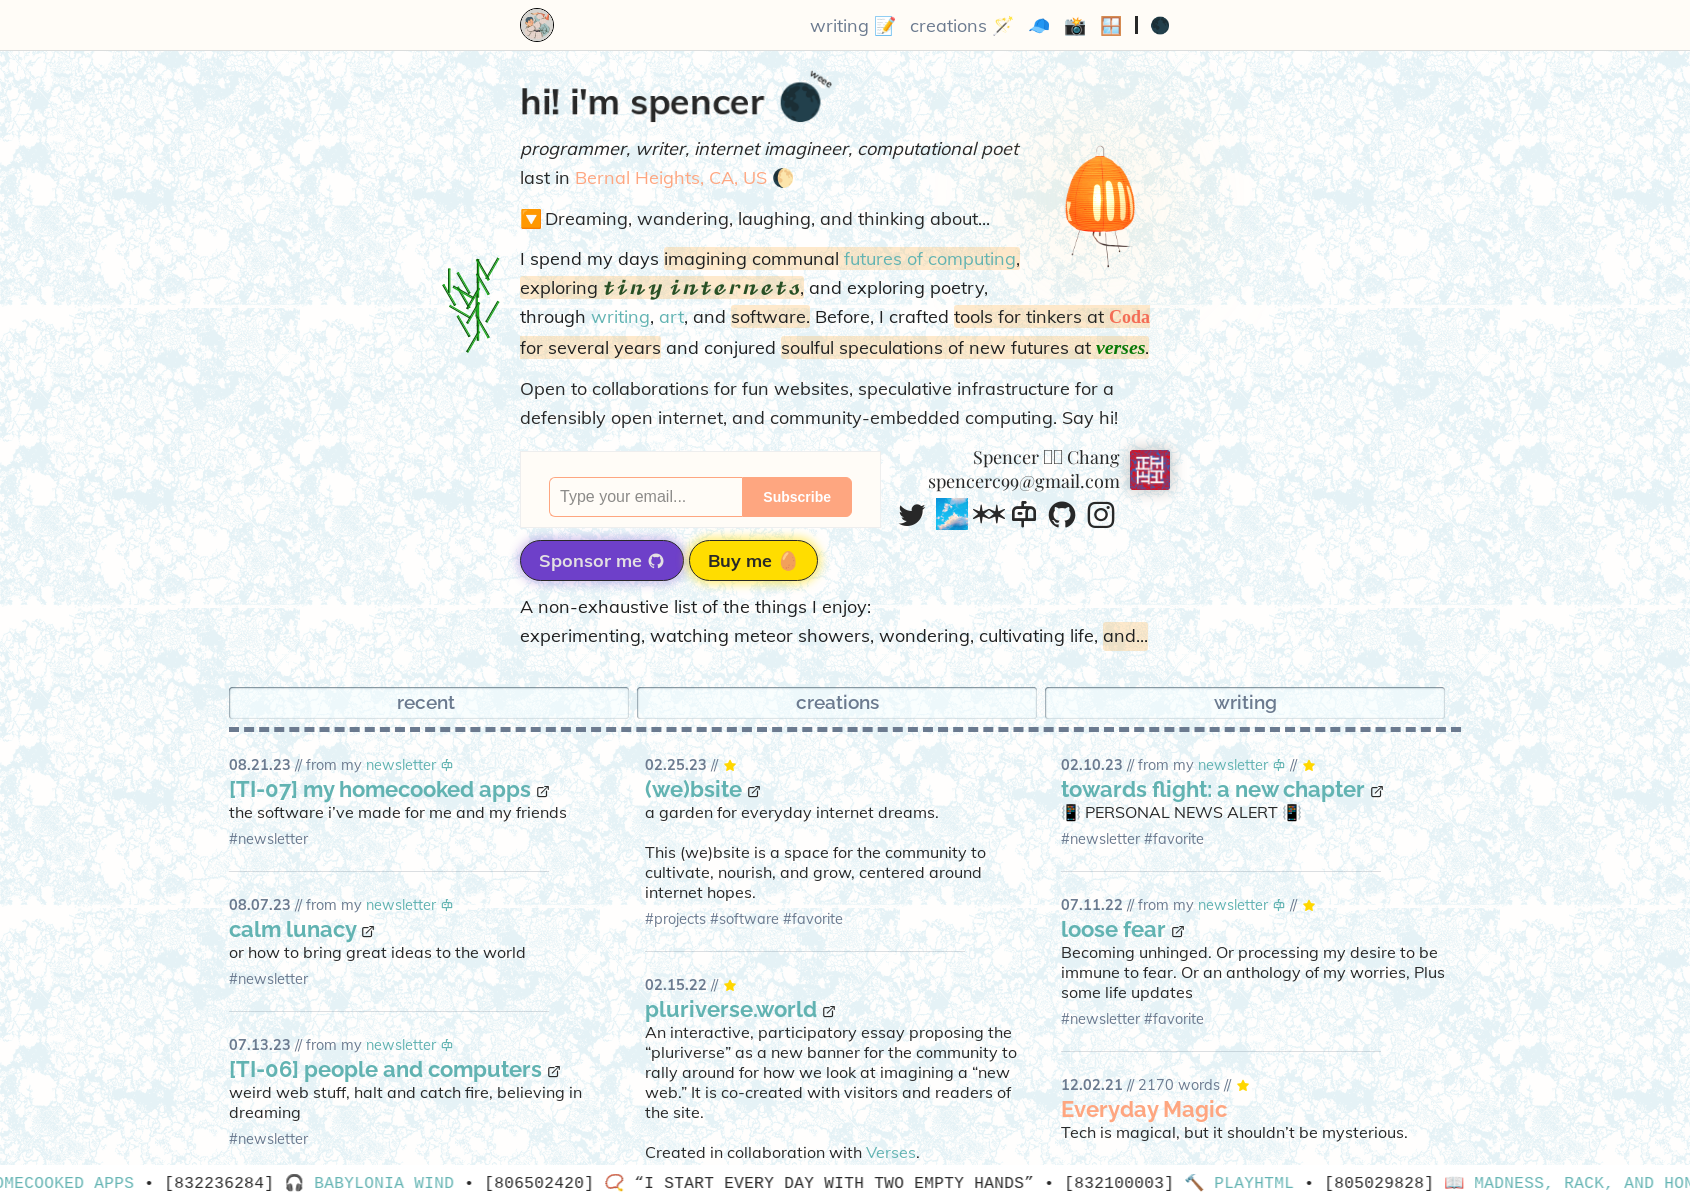 writing 📝 creations 🪄 🧢 📸 🪟 🌑
hi! i'm spencer 🌑 weee
programmer, writer, internet imagineer, computational poet
last in Bernal Heights, CA, US 🌔
🔽 Dreaming, wandering, laughing, and thinking about...
I spend my days imagining communal futures of computing,
exploring tiny internets, and exploring poetry,
through writing, art, and software. Before, I crafted tools for tinkers at Coda
for several years and conjured soulful speculations of new futures at verses.
Open to collaborations for fun websites, speculative infrastructure for a
defensibly open internet, and community-embedded computing. Say hi!
Type your email...
Subscribe
Spencer Chang
spencerc99@gmail.com
Sponsor me
Buy me 🥚
A non-exhaustive list of the things I enjoy:
experimenting, watching meteor showers, wondering, cultivating life, and...
recent
creations
writing
08.21.23 // from my newsletter
[TI-07] my homecooked apps
the software i’ve made for me and my friends
#newsletter
08.07.23 // from my newsletter
calm lunacy
or how to bring great ideas to the world
#newsletter
07.13.23 // from my newsletter
[TI-06] people and computers
weird web stuff, halt and catch fire, believing in
dreaming
#newsletter
02.25.23 // ⭐
(we)bsite
a garden for everyday internet dreams.
This (we)bsite is a space for the community to
cultivate, nourish, and grow, centered around
internet hopes.
#projects #software #favorite
02.15.22 // ⭐
pluriverse.world
An interactive, participatory essay proposing the
“pluriverse” as a new banner for the community to
rally around for how we look at imagining a “new
web.” It is co-created with visitors and readers of
the site.
Created in collaboration with Verses.
02.10.23 // from my newsletter // ⭐
towards flight: a new chapter
📳 PERSONAL NEWS ALERT 📳
#newsletter #favorite
07.11.22 // from my newsletter // ⭐
loose fear
Becoming unhinged. Or processing my desire to be
immune to fear. Or an anthology of my worries, Plus
some life updates
#newsletter #favorite
12.02.21 // 2170 words // ⭐
Everyday Magic
Tech is magical, but it shouldn’t be mysterious.
OMECOOKED APPS • [832236284] 🎧 BABYLONIA WIND • [806502420] 📿 “I START EVERY DAY WITH TWO EMPTY HANDS” • [832100003] 🔨 PLAYHTML • [805029828] 📖 MADNESS, RACK, AND HON